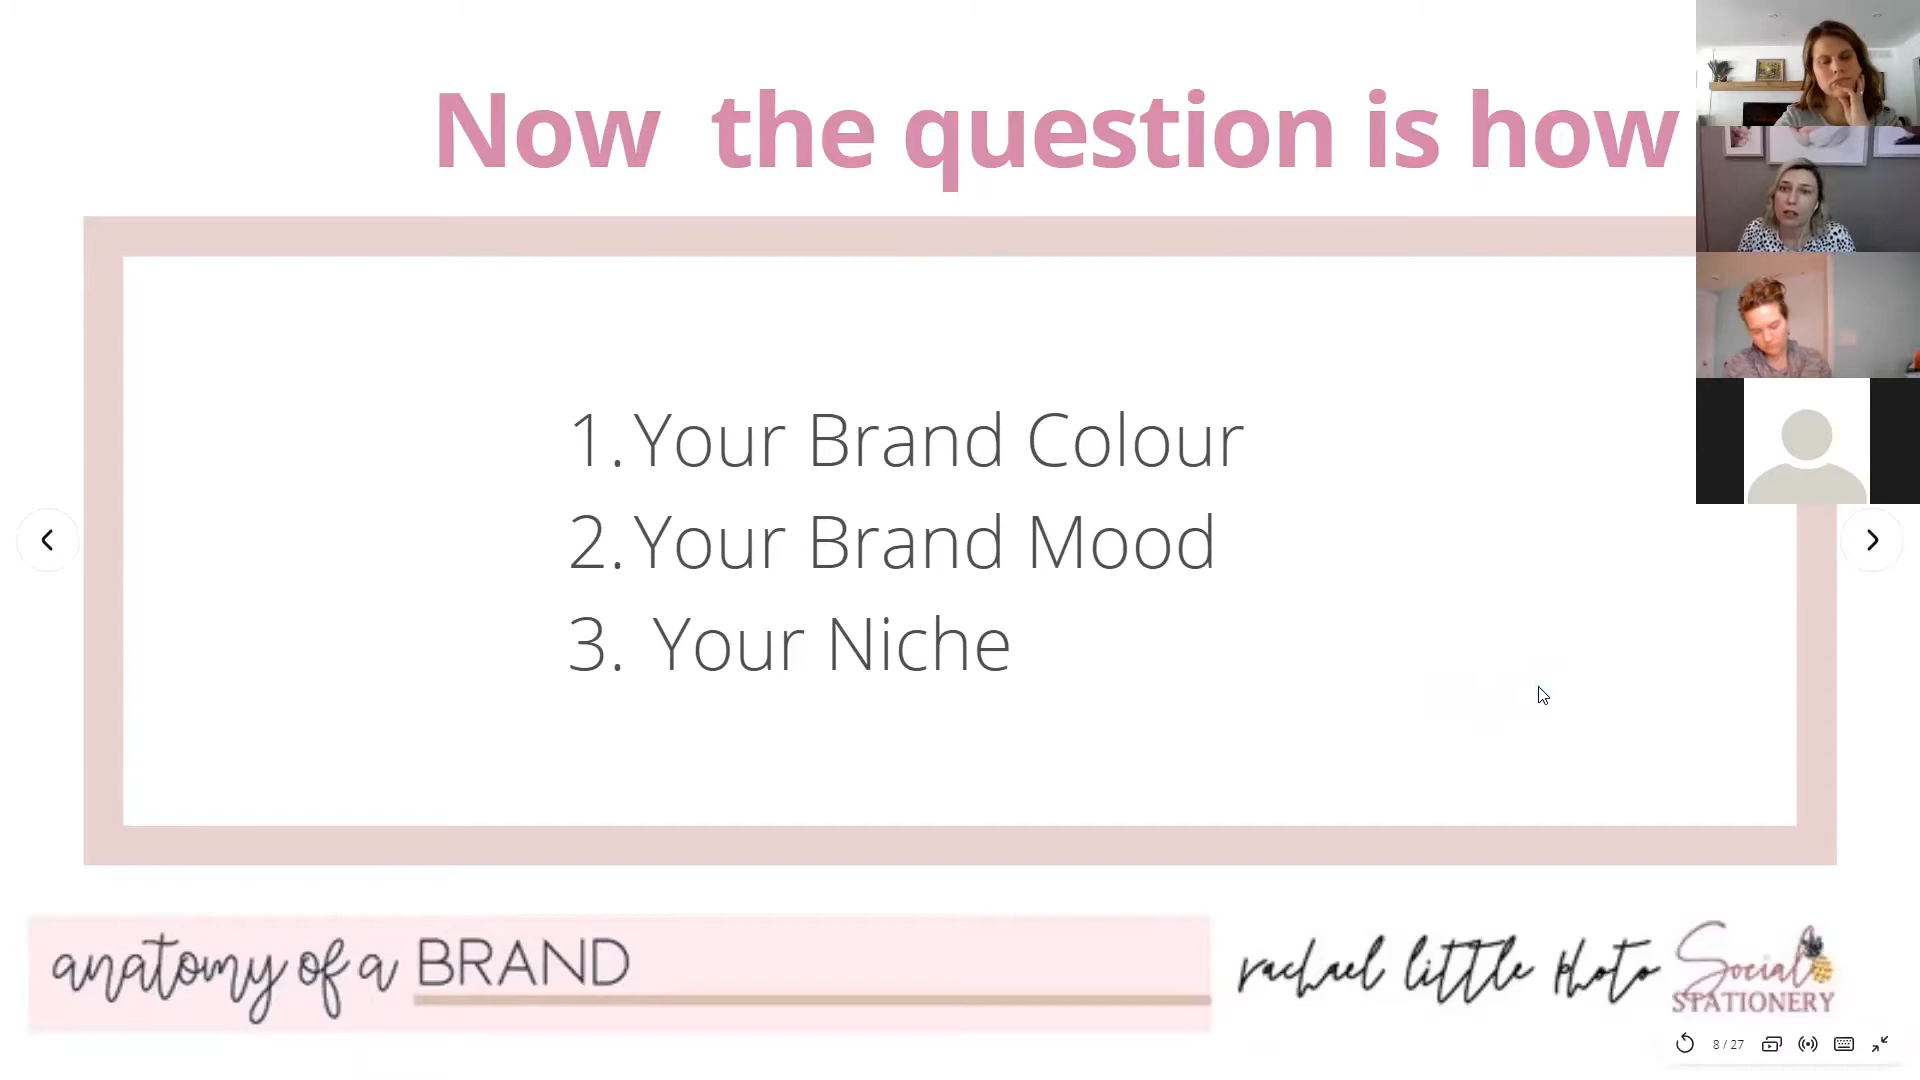 Now the question is how
1. Your Brand Colour
2. Your Brand Mood
3. Your Niche
anatomy of a BRAND
rachael little photo
Social
STATIONERY
8 / 27